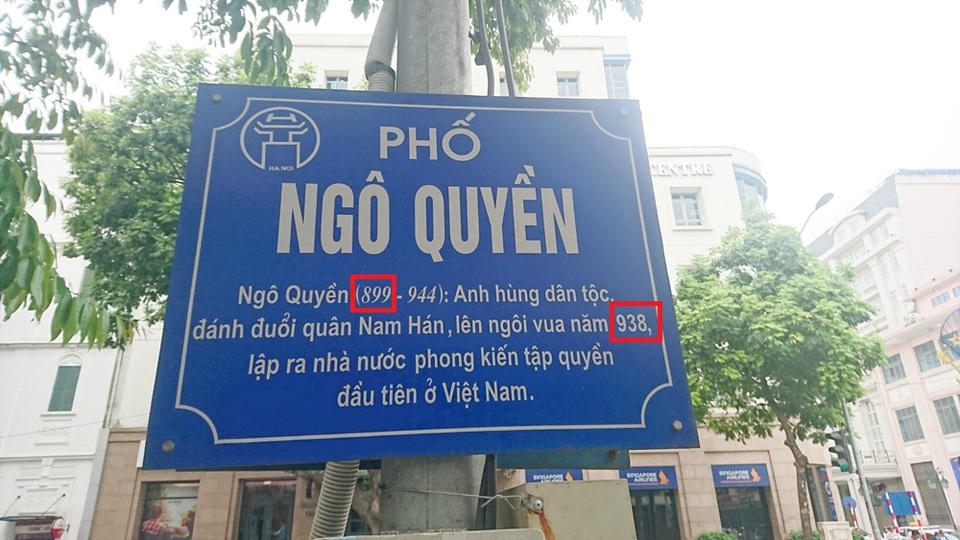 HA NOI
PHỐ
NGÔ QUYỀN
Ngô Quyền (899 - 944): Anh hùng dân tộc,
đánh đuổi quân Nam Hán, lên ngôi vua năm 938,
lập ra nhà nước phong kiến tập quyền
đầu tiên ở Việt Nam.
CENTRE
SINGAPORE AIRLINES
SINGAPORE AIRLINES
SINGAPORE AIRLINES